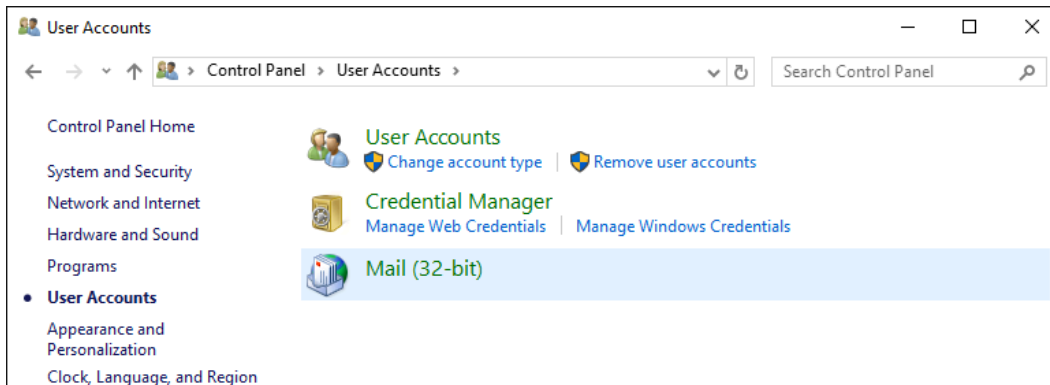 User Accounts
Control Panel > User Accounts >
Search Control Panel
Control Panel Home
System and Security
Network and Internet
Hardware and Sound
Programs
User Accounts
Appearance and
Personalization
Clock, Language, and Region
User Accounts
Change account type
Remove user accounts
Credential Manager
Manage Web Credentials
Manage Windows Credentials
Mail (32-bit)